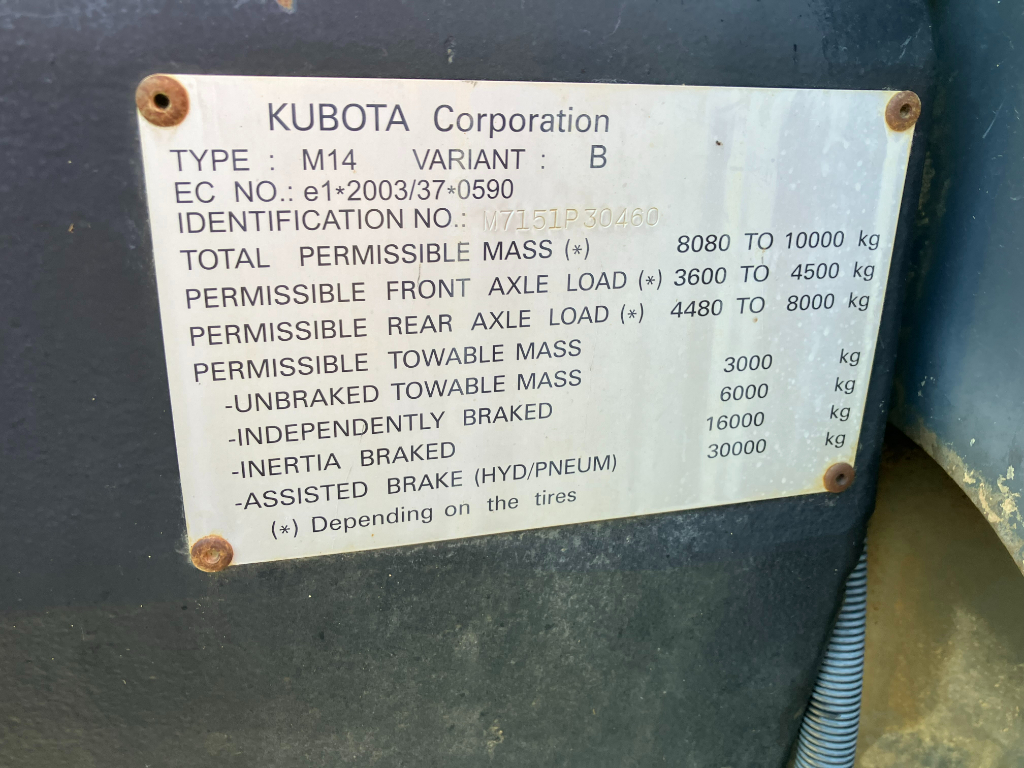 KUBOTA Corporation
TYPE : M14 VARIANT : B
EC NO.: e1*2003/37*0590
IDENTIFICATION NO.: M7151P30460
TOTAL PERMISSIBLE MASS (*) 8080 TO 10000 kg
PERMISSIBLE FRONT AXLE LOAD (*) 3600 TO 4500 kg
PERMISSIBLE REAR AXLE LOAD (*) 4480 TO 8000 kg
PERMISSIBLE TOWABLE MASS
-UNBRAKED TOWABLE MASS 3000 kg
-INDEPENDENTLY BRAKED 6000 kg
-INERTIA BRAKED 16000 kg
-ASSISTED BRAKE (HYD/PNEUM) 30000 kg
(*) Depending on the tires